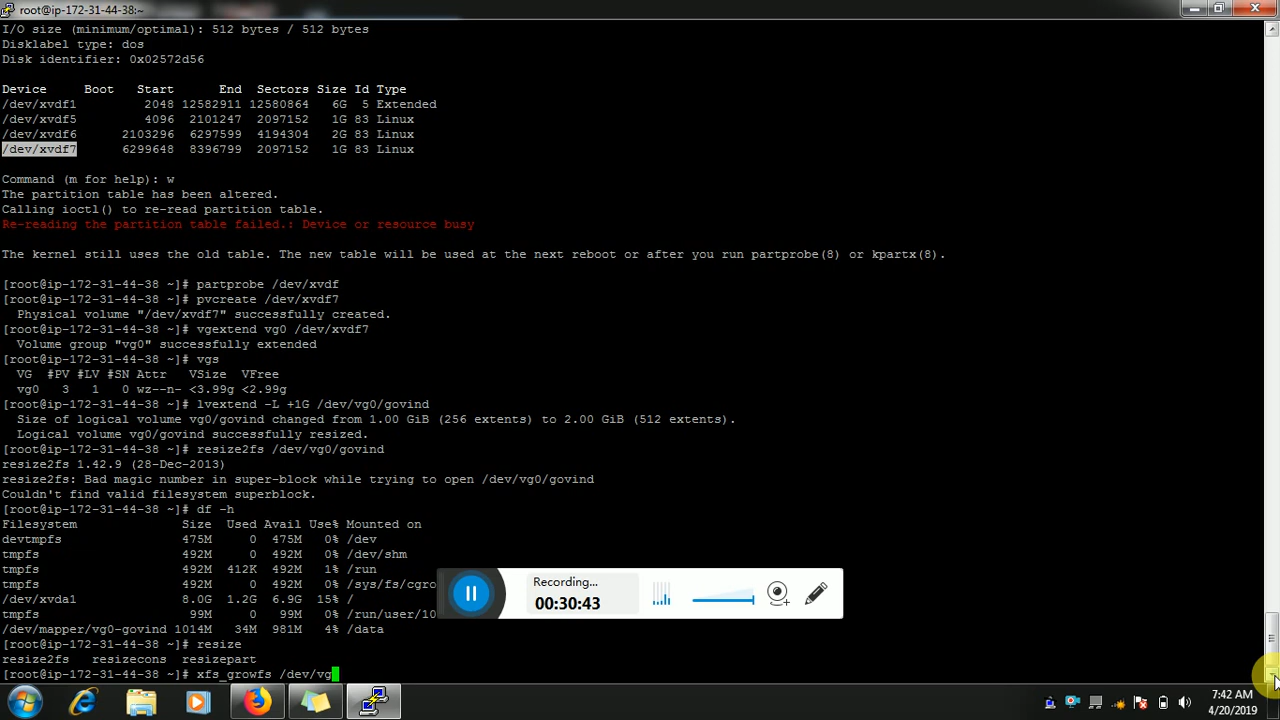 root@ip-172-31-44-38:~
I/O size (minimum/optimal): 512 bytes / 512 bytes
Disklabel type: dos
Disk identifier: 0x02572d56
Device     Boot   Start      End  Sectors Size Id Type
/dev/xvdf1         2048 12582911 12580864   6G  5 Extended
/dev/xvdf5         4096  2101247  2097152   1G 83 Linux
/dev/xvdf6      2103296  6297599  4194304   2G 83 Linux
/dev/xvdf7      6299648  8396799  2097152   1G 83 Linux
Command (m for help): w
The partition table has been altered.
Calling ioctl() to re-read partition table.
Re-reading the partition table failed.: Device or resource busy
The kernel still uses the old table. The new table will be used at the next reboot or after you run partprobe(8) or kpartx(8).
[root@ip-172-31-44-38 ~]# partprobe /dev/xvdf
[root@ip-172-31-44-38 ~]# pvcreate /dev/xvdf7
  Physical volume "/dev/xvdf7" successfully created.
[root@ip-172-31-44-38 ~]# vgextend vg0 /dev/xvdf7
  Volume group "vg0" successfully extended
[root@ip-172-31-44-38 ~]# vgs
  VG  #PV #LV #SN Attr   VSize  VFree
  vg0   3   1   0 wz--n- <3.99g <2.99g
[root@ip-172-31-44-38 ~]# lvextend -L +1G /dev/vg0/govind
  Size of logical volume vg0/govind changed from 1.00 GiB (256 extents) to 2.00 GiB (512 extents).
  Logical volume vg0/govind successfully resized.
[root@ip-172-31-44-38 ~]# resize2fs /dev/vg0/govind
resize2fs 1.42.9 (28-Dec-2013)
resize2fs: Bad magic number in super-block while trying to open /dev/vg0/govind
Couldn't find valid filesystem superblock.
[root@ip-172-31-44-38 ~]# df -h
Filesystem              Size  Used Avail Use% Mounted on
devtmpfs                475M     0  475M   0% /dev
tmpfs                   492M     0  492M   0% /dev/shm
tmpfs                   492M  412K  492M   1% /run
tmpfs                   492M     0  492M   0% /sys/fs/cgro
/dev/xvda1              8.0G  1.2G  6.9G  15% /
tmpfs                    99M     0   99M   0% /run/user/10
/dev/mapper/vg0-govind 1014M   34M  981M   4% /data
[root@ip-172-31-44-38 ~]# resize
resize2fs   resizecons  resizepart
[root@ip-172-31-44-38 ~]# xfs_growfs /dev/vg
Recording...
00:30:43
7:42 AM
4/20/2019